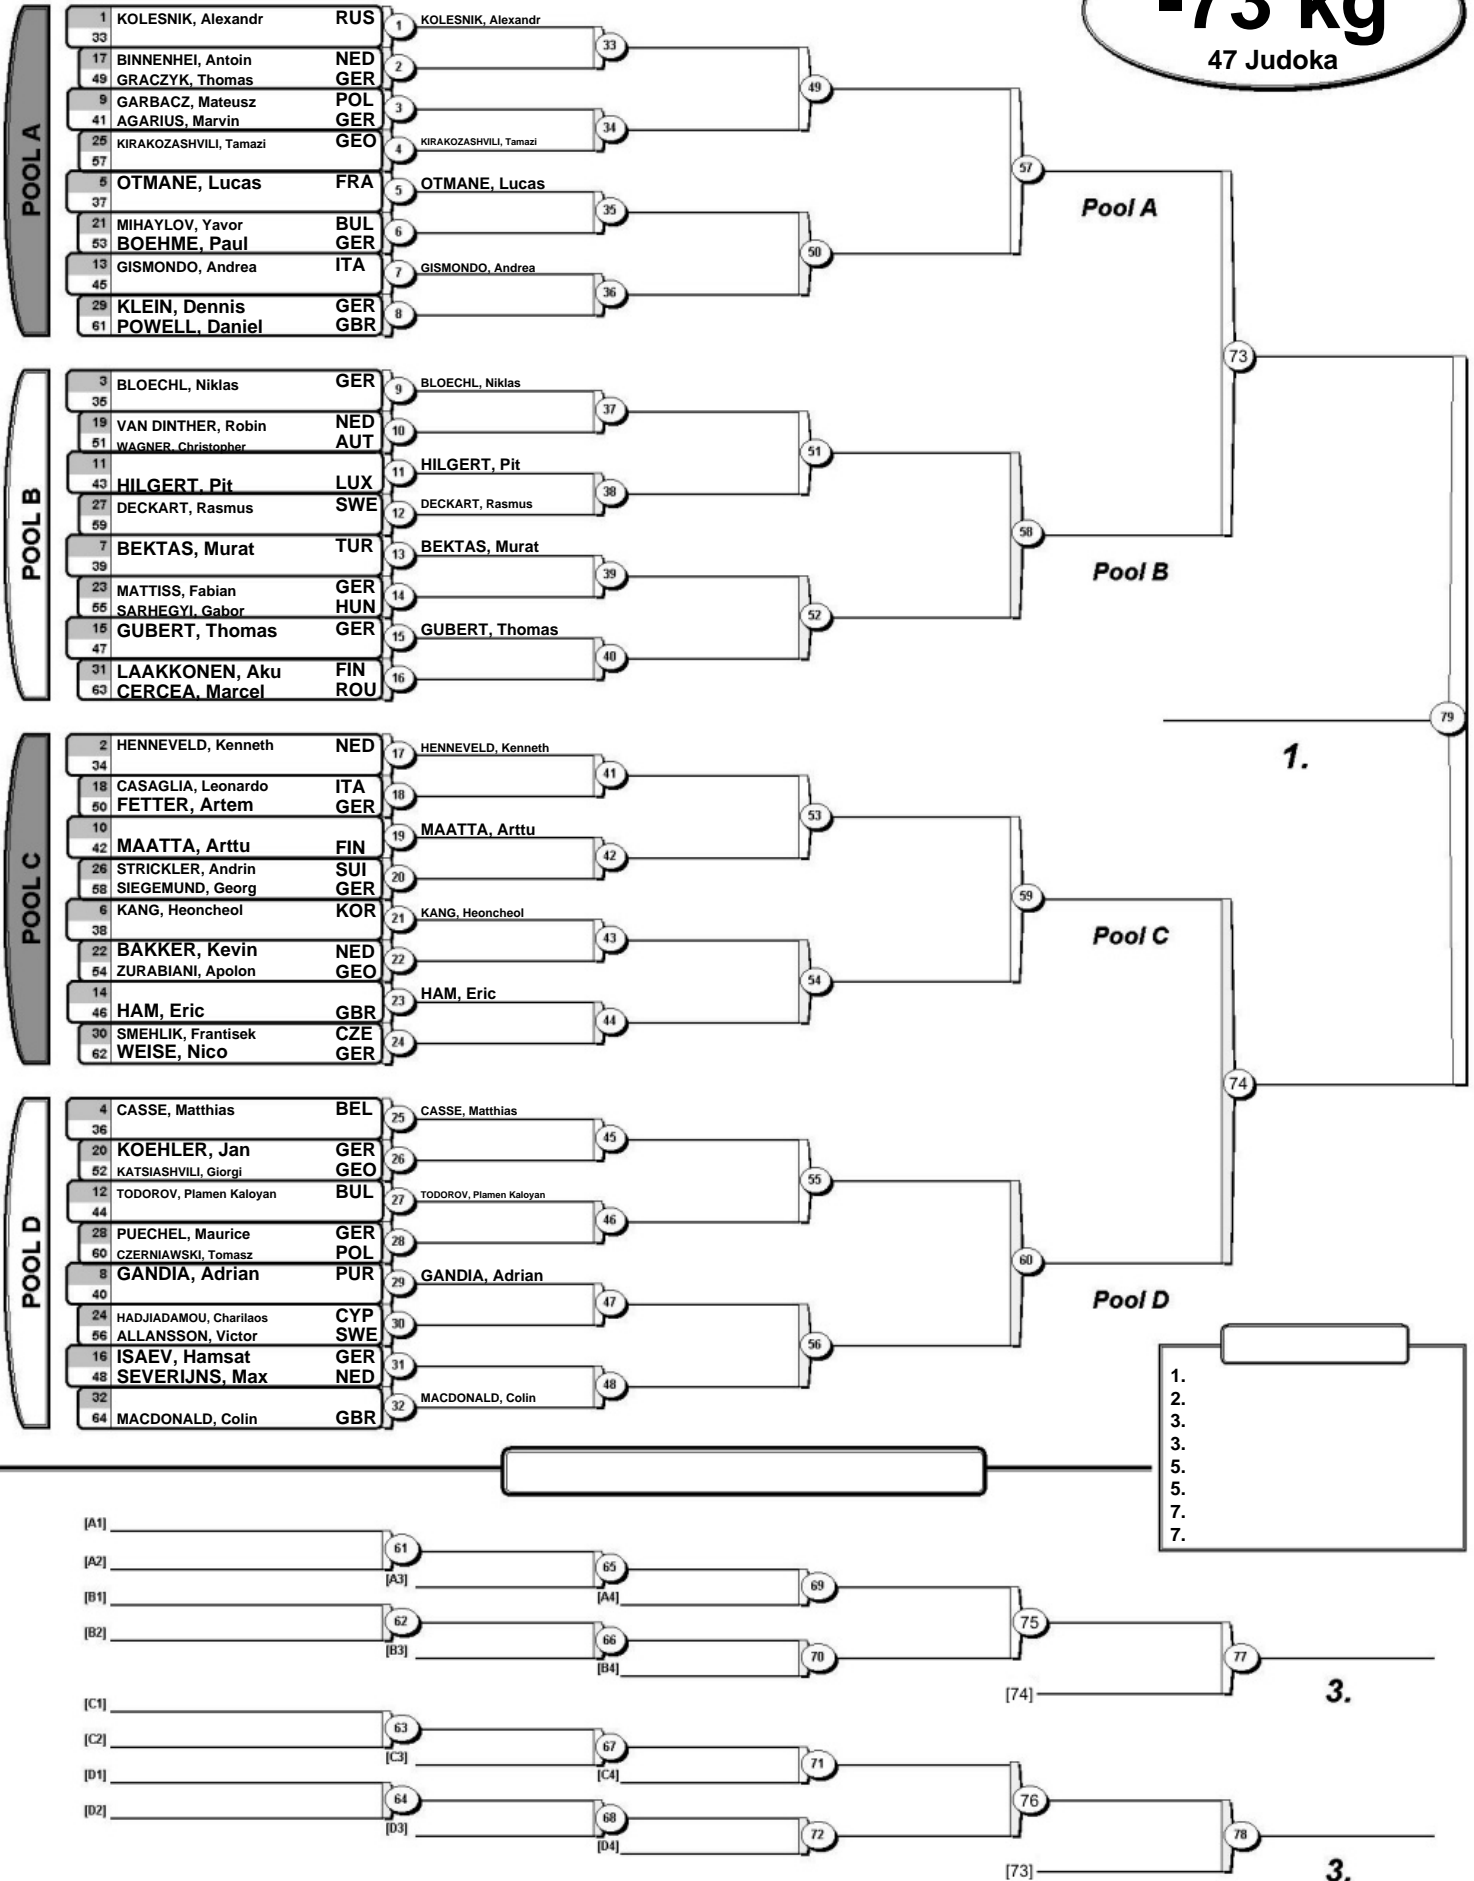 -73 kg
47 Judoka
POOL A
1 KOLESNIK, Alexandr RUS 1 KOLESNIK, Alexandr
33
33
17 BINNENHEI, Antoin NED 2
49 GRACZYK, Thomas GER
49
9 GARBACZ, Mateusz POL 3
41 AGARIUS, Marvin GER
34
25 KIRAKOZASHVILI, Tamazi GEO 4 KIRAKOZASHVILI, Tamazi
57
57
Pool A
5 OTMANE, Lucas FRA 5 OTMANE, Lucas
37
35
21 MIHAYLOV, Yavor BUL 6
53 BOEHME, Paul GER
50
13 GISMONDO, Andrea ITA 7 GISMONDO, Andrea
45
36
29 KLEIN, Dennis GER 8
61 POWELL, Daniel GBR
73
POOL B
3 BLOECHL, Niklas GER 9 BLOECHL, Niklas
35
37
19 VAN DINTHER, Robin NED 10
51 WAGNER, Christopher AUT
51
11
43 HILGERT, Pit LUX 11 HILGERT, Pit
38
27 DECKART, Rasmus SWE 12 DECKART, Rasmus
59
58
Pool B
7 BEKTAS, Murat TUR 13 BEKTAS, Murat
39
39
23 MATTISS, Fabian GER 14
55 SARHEGYI, Gabor HUN
52
15 GUBERT, Thomas GER 15 GUBERT, Thomas
47
40
31 LAAKKONEN, Aku FIN 16
63 CERCEA, Marcel ROU
79
1.
POOL C
2 HENNEVELD, Kenneth NED 17 HENNEVELD, Kenneth
34
41
18 CASAGLIA, Leonardo ITA 18
50 FETTER, Artem GER
53
10
42 MAATTA, Arttu FIN 19 MAATTA, Arttu
42
26 STRICKLER, Andrin SUI 20
58 SIEGEMUND, Georg GER
59
Pool C
6 KANG, Heoncheol KOR 21 KANG, Heoncheol
38
43
22 BAKKER, Kevin NED 22
54 ZURABIANI, Apolon GEO
54
14
46 HAM, Eric GBR 23 HAM, Eric
44
30 SMEHLIK, Frantisek CZE 24
62 WEISE, Nico GER
74
POOL D
4 CASSE, Matthias BEL 25 CASSE, Matthias
36
45
20 KOEHLER, Jan GER 26
52 KATSIASHVILI, Giorgi GEO
55
12 TODOROV, Plamen Kaloyan BUL 27 TODOROV, Plamen Kaloyan
44
46
28 PUECHEL, Maurice GER 28
60 CZERNIAWSKI, Tomasz POL
60
Pool D
8 GANDIA, Adrian PUR 29 GANDIA, Adrian
40
47
24 HADJIADAMOU, Charilaos CYP 30
56 ALLANSSON, Victor SWE
56
16 ISAEV, Hamsat GER 31
48 SEVERIJNS, Max NED
48
32
64 MACDONALD, Colin GBR 32 MACDONALD, Colin
1.
2.
3.
3.
5.
5.
7.
7.
[A1]
61
[A2]
[A3]
65
[A4]
69
[B1]
62
[B2]
[B3]
66
[B4]
70
75
[74]
77
3.
[C1]
63
[C2]
[C3]
67
[C4]
71
[D1]
64
[D2]
[D3]
68
[D4]
72
76
[73]
78
3.